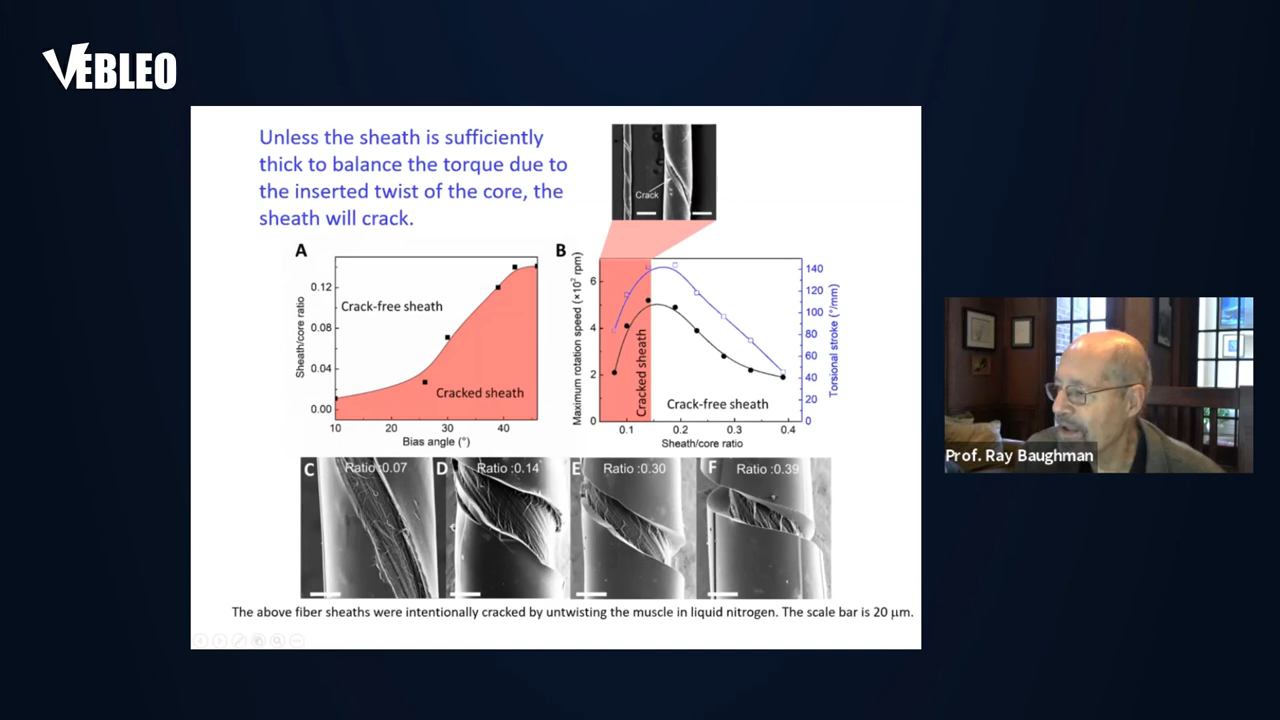 VEBLEO
Unless the sheath is sufficiently
thick to balance the torque due to
the inserted twist of the core, the
sheath will crack.
Crack
A
Sheath/core ratio
0.12
0.08
0.04
0.00
Crack-free sheath
Cracked sheath
10 20 30 40
Bias angle (°)
B
Maximum rotation speed (×10² rpm)
6
4
2
0
Cracked sheath
Crack-free sheath
0.1 0.2 0.3 0.4
Sheath/core ratio
140
120
100
80
60
40
20
0
Torsional stroke (°/mm)
C Ratio :0.07
D Ratio :0.14
E Ratio :0.30
F Ratio :0.39
The above fiber sheaths were intentionally cracked by untwisting the muscle in liquid nitrogen. The scale bar is 20 μm.
Prof. Ray Baughman